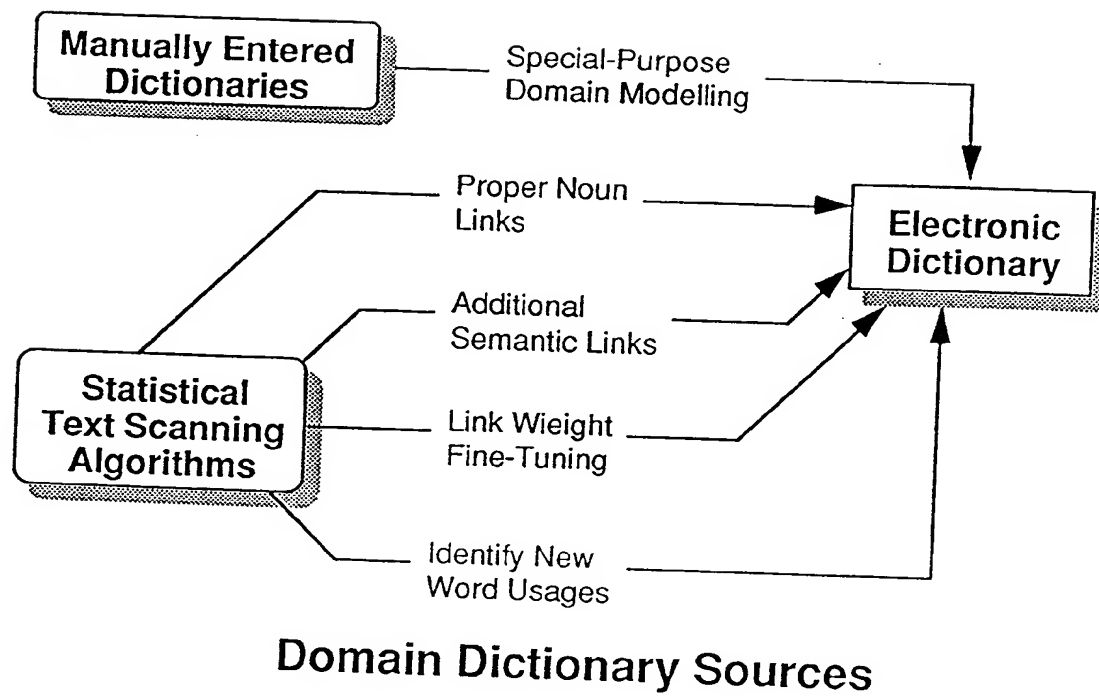 Manually Entered
Dictionaries
Special-Purpose
Domain Modelling
Proper Noun
Links
Electronic
Dictionary
Additional
Semantic Links
Statistical
Text Scanning
Algorithms
Link Wieight
Fine-Tuning
Identify New
Word Usages
Domain Dictionary Sources